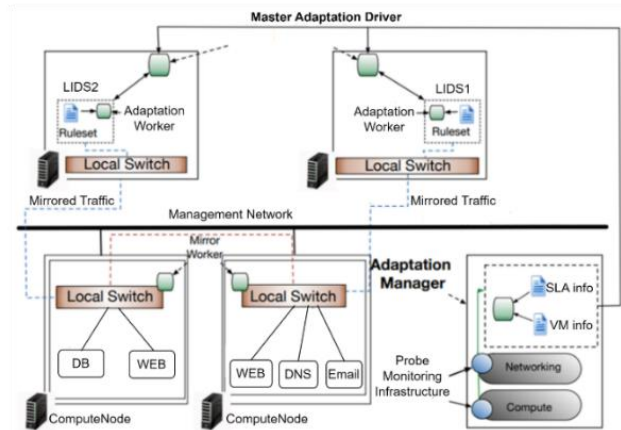 Master Adaptation Driver
LIDS2
LIDS1
Adaptation
Worker
Adaptation
Worker
Ruleset
Ruleset
Local Switch
Local Switch
Mirrored Traffic
Mirrored Traffic
Management Network
Mirror
Worker
Adaptation
Manager
Local Switch
Local Switch
SLA info
VM info
DB
WEB
WEB
DNS
Email
Probe
Monitoring
Infrastructure
Networking
Compute
ComputeNode
ComputeNode